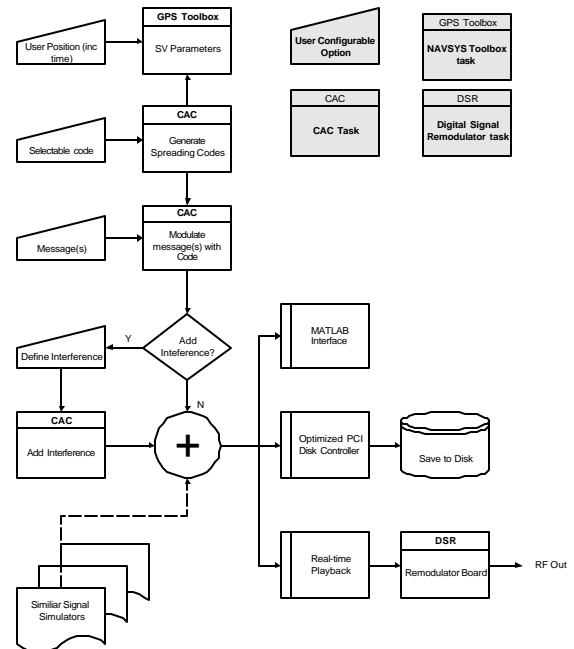 GPS Toolbox
User Position (inc
time)
SV Parameters
User Configurable
Option
GPS Toolbox
NAVSYS Toolbox
task
CAC
Generate
Spreading Codes
Selectable code
CAC
CAC Task
DSR
Digital Signal
Remodulator task
CAC
Modulate
message(s) with
Code
Message(s)
Add
Inteference?
Y
N
Define Interference
MATLAB
Interface
CAC
Add Interference
+
Optimized PCI
Disk Controller
Save to Disk
Real-time
Playback
DSR
Remodulator Board
RF Out
Similiar Signal
Simulators